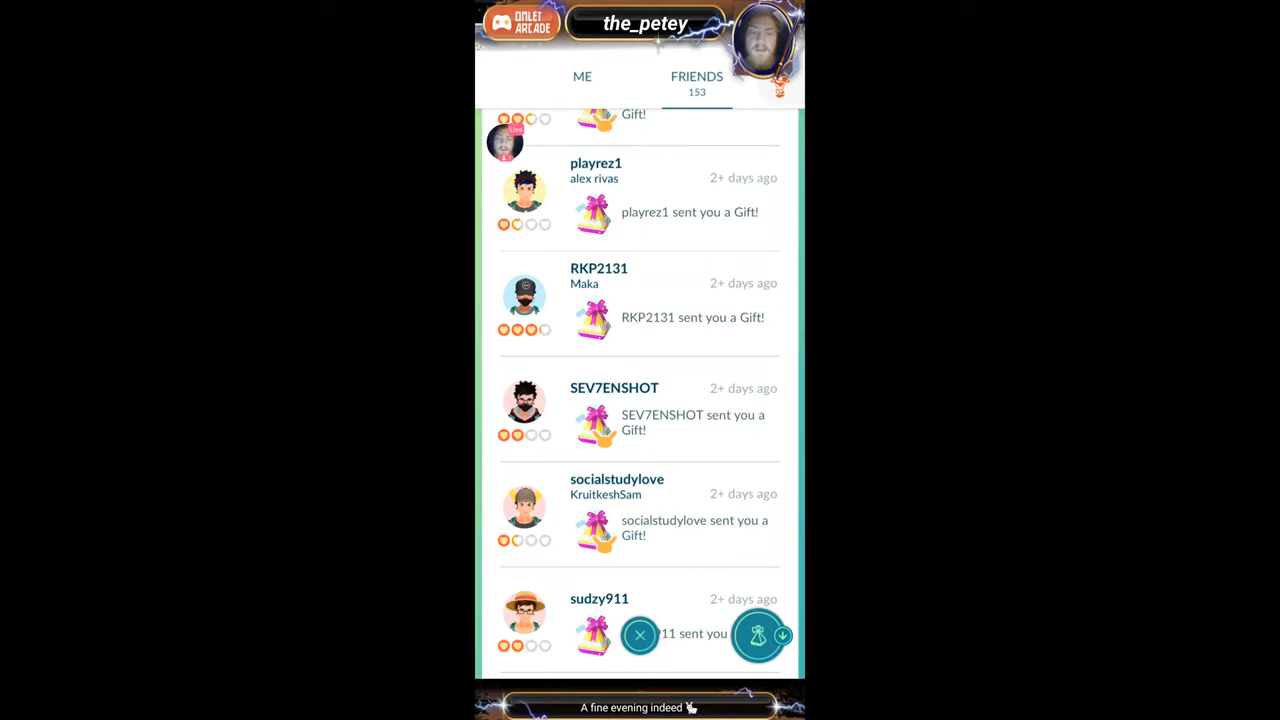 OMLET
ARCADE
the_petey
ME
FRIENDS
153
Gift!
Live
playrez1
alex rivas
2+ days ago
playrez1 sent you a Gift!
RKP2131
Maka
2+ days ago
RKP2131 sent you a Gift!
SEV7ENSHOT
2+ days ago
SEV7ENSHOT sent you a
Gift!
socialstudylove
KruitkeshSam
2+ days ago
socialstudylove sent you a
Gift!
sudzy911
2+ days ago
11 sent you
A fine evening indeed 🐇